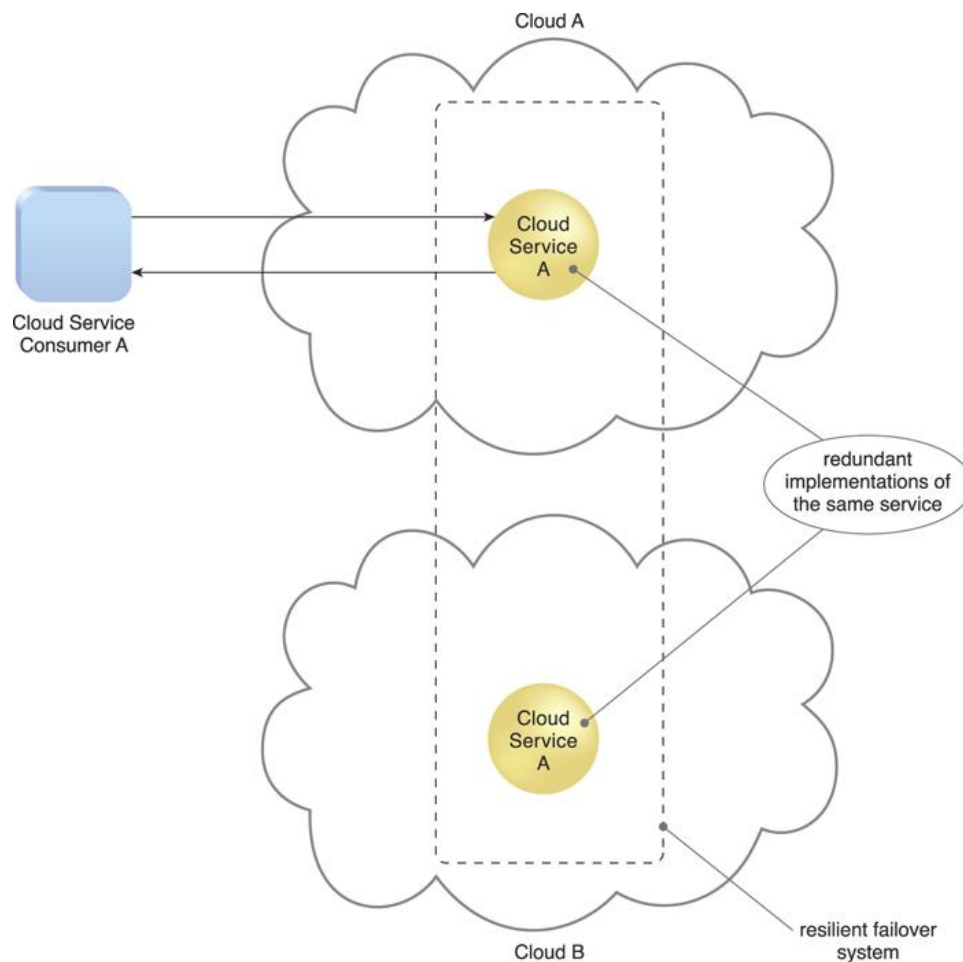 Cloud A
Cloud
Service
A
Cloud Service
Consumer A
redundant
implementations of
the same service
Cloud
Service
A
resilient failover
system
Cloud B